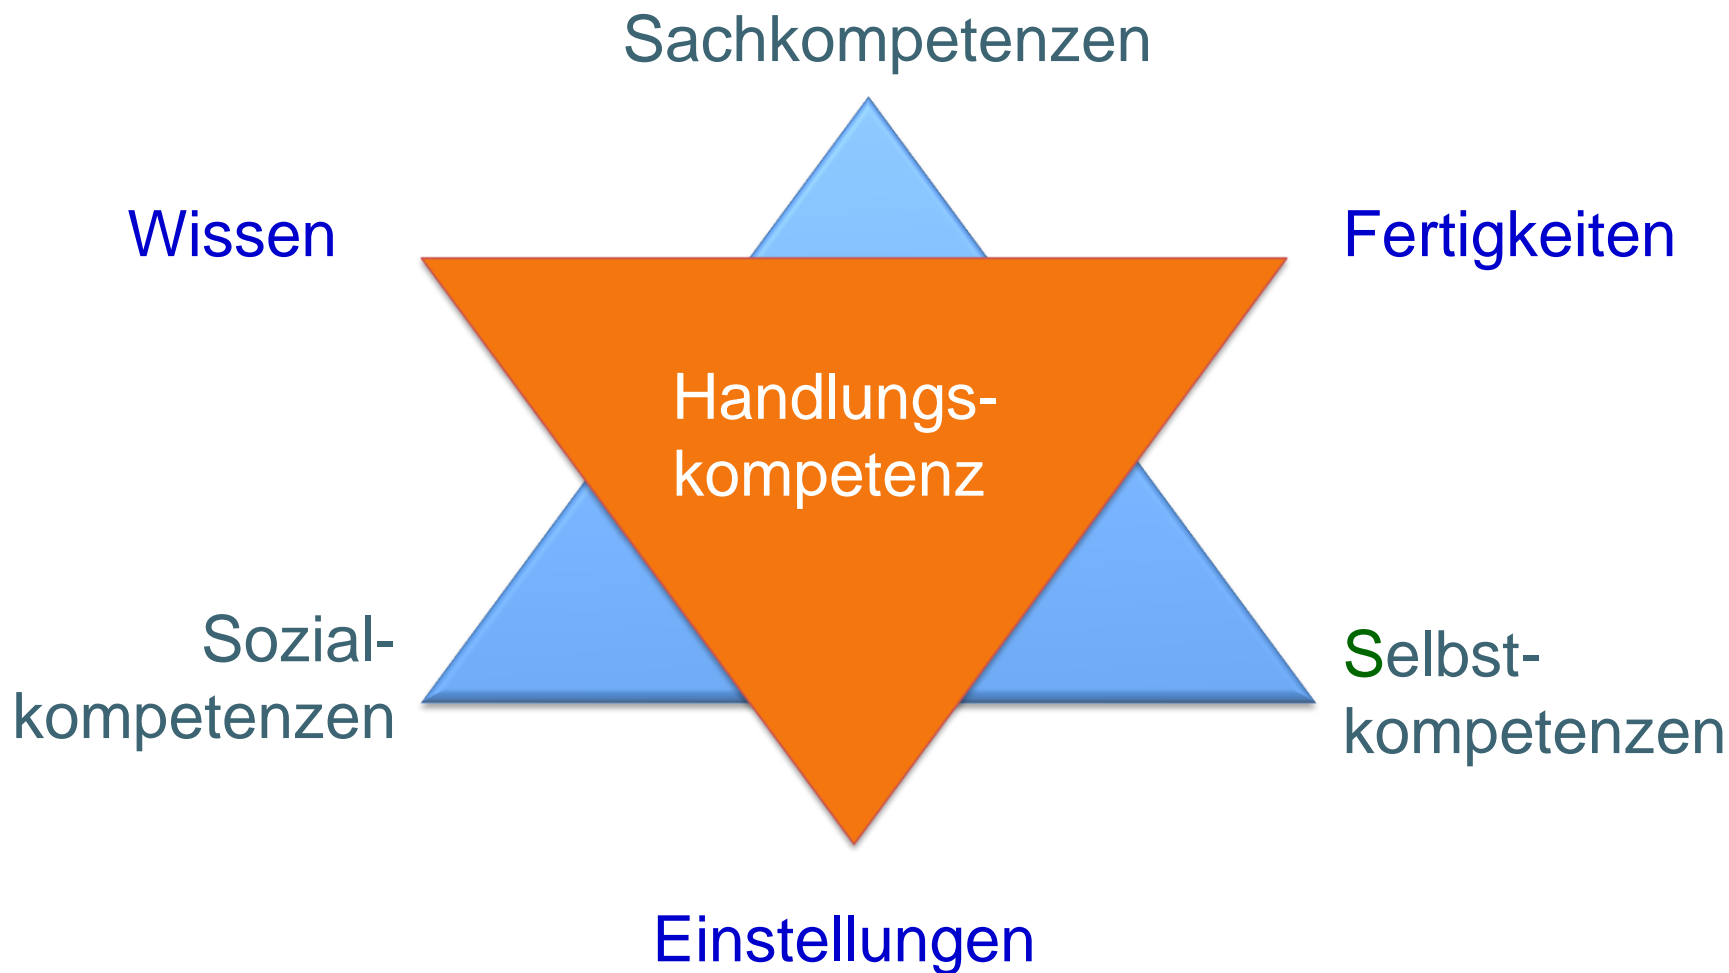 Sachkompetenzen
Wissen
Fertigkeiten
Handlungs-
kompetenz
Sozial-
kompetenzen
Selbst-
kompetenzen
Einstellungen